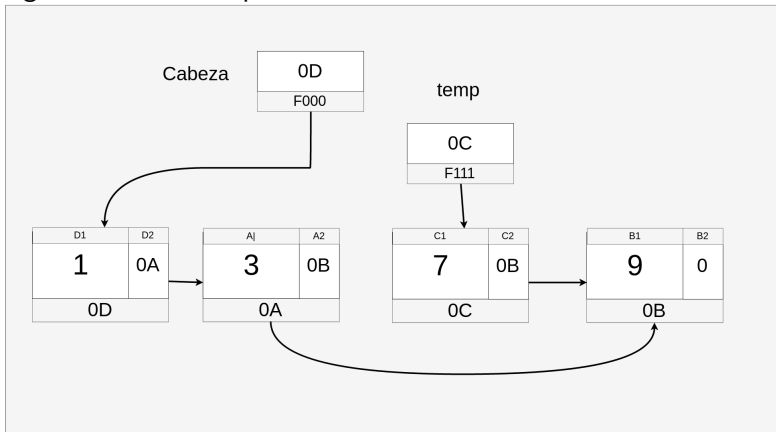 Cabeza
0D
F000
temp
0C
F111
D1 D2
1 0A
0D
A| A2
3 0B
0A
C1 C2
7 0B
0C
B1 B2
9 0
0B